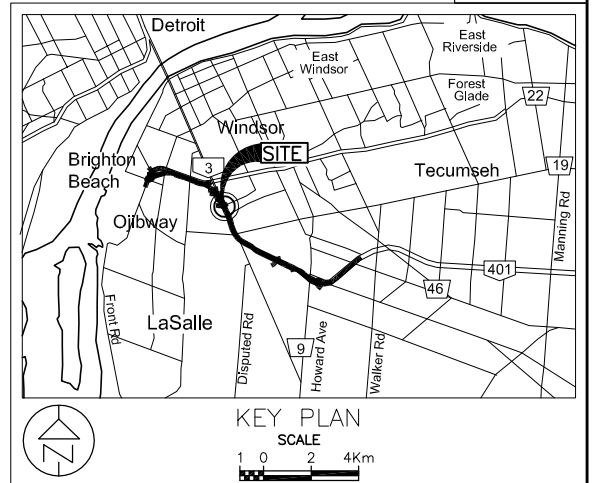 Detroit
East
Riverside
East
Windsor
Forest
Glade
22
Windsor
SITE
Brighton
Beach
3
Tecumseh
19
Manning Rd
Ojibway
401
46
Front Rd
LaSalle
Disputed Rd
9
Howard Ave
Walker Rd
N
KEY PLAN
SCALE
1 0 2 4Km